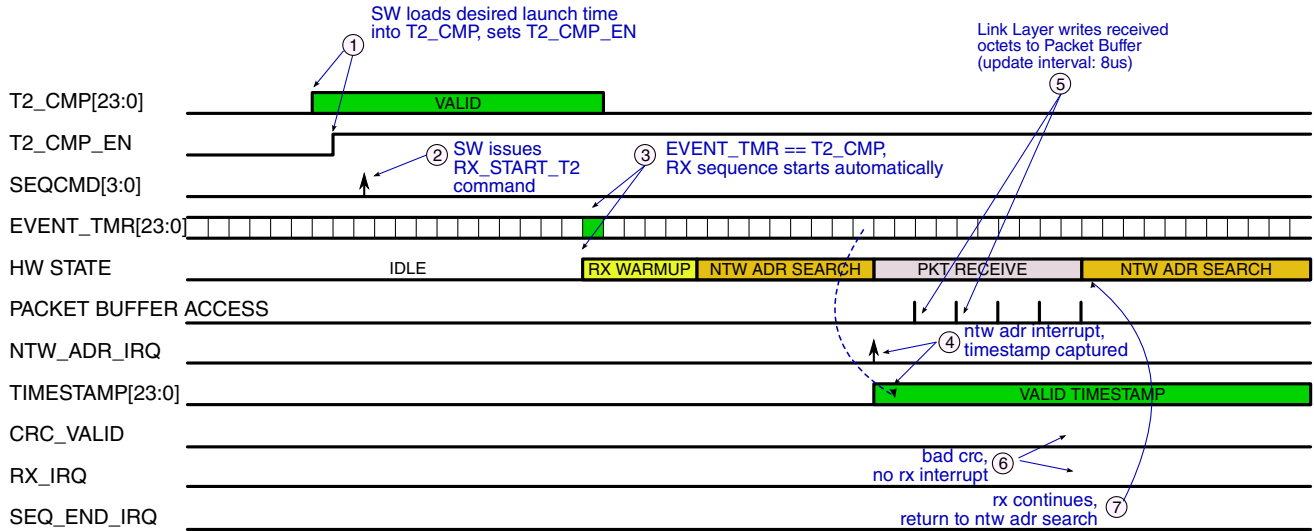 SW loads desired launch time
into T2_CMP, sets T2_CMP_EN
1
Link Layer writes received
octets to Packet Buffer
(update interval: 8us)
5
T2_CMP[23:0]
VALID
T2_CMP_EN
2
SW issues
RX_START_T2
command
3
EVENT_TMR == T2_CMP,
RX sequence starts automatically
SEQCMD[3:0]
EVENT_TMR[23:0]
HW STATE
IDLE
RX WARMUP
NTW ADR SEARCH
PKT RECEIVE
NTW ADR SEARCH
PACKET BUFFER ACCESS
NTW_ADR_IRQ
4
ntw adr interrupt,
timestamp captured
TIMESTAMP[23:0]
VALID TIMESTAMP
CRC_VALID
bad crc,
no rx interrupt
6
RX_IRQ
rx continues,
return to ntw adr search
7
SEQ_END_IRQ